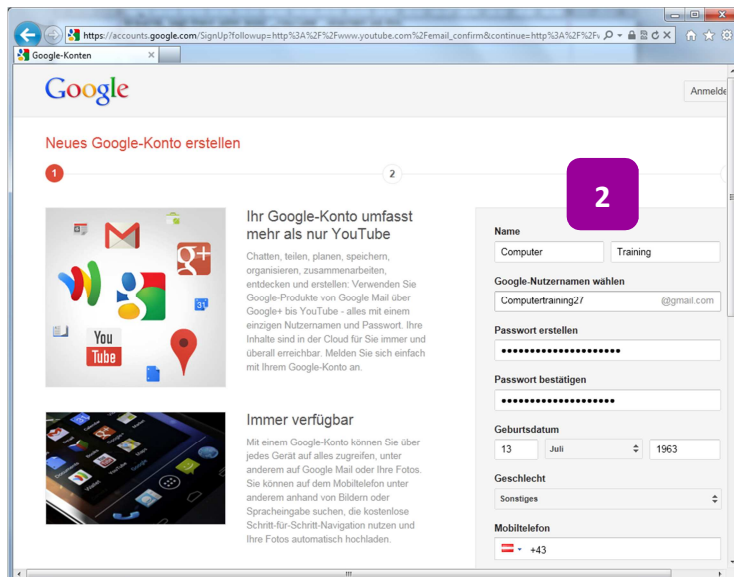 https://accounts.google.com/SignUp?followup=http%3A%2F%2Fwww.youtube.com%2Femail_confirm&continue=http%3A%2F%2Fv
Google-Konten
Google
Anmelde
Neues Google-Konto erstellen
1
2
2
Ihr Google-Konto umfasst
mehr als nur YouTube
Chatten, teilen, planen, speichern,
organisieren, zusammenarbeiten,
entdecken und erstellen: Verwenden Sie
Google-Produkte von Google Mail über
Google+ bis YouTube - alles mit einem
einzigen Nutzernamen und Passwort. Ihre
Inhalte sind in der Cloud für Sie immer und
überall erreichbar. Melden Sie sich einfach
mit Ihrem Google-Konto an.
g+
31
You
Tube
Immer verfügbar
Mit einem Google-Konto können Sie über
jedes Gerät auf alles zugreifen, unter
anderem auf Google Mail oder Ihre Fotos.
Sie können auf dem Mobiltelefon unter
anderem anhand von Bildern oder
Spracheingabe suchen, die kostenlose
Schritt-für-Schritt-Navigation nutzen und
Ihre Fotos automatisch hochladen.
Name
Computer Training
Google-Nutzernamen wählen
Computertraining27 @gmail.com
Passwort erstellen
Passwort bestätigen
Geburtsdatum
13 Juli 1963
Geschlecht
Sonstiges
Mobiltelefon
+43